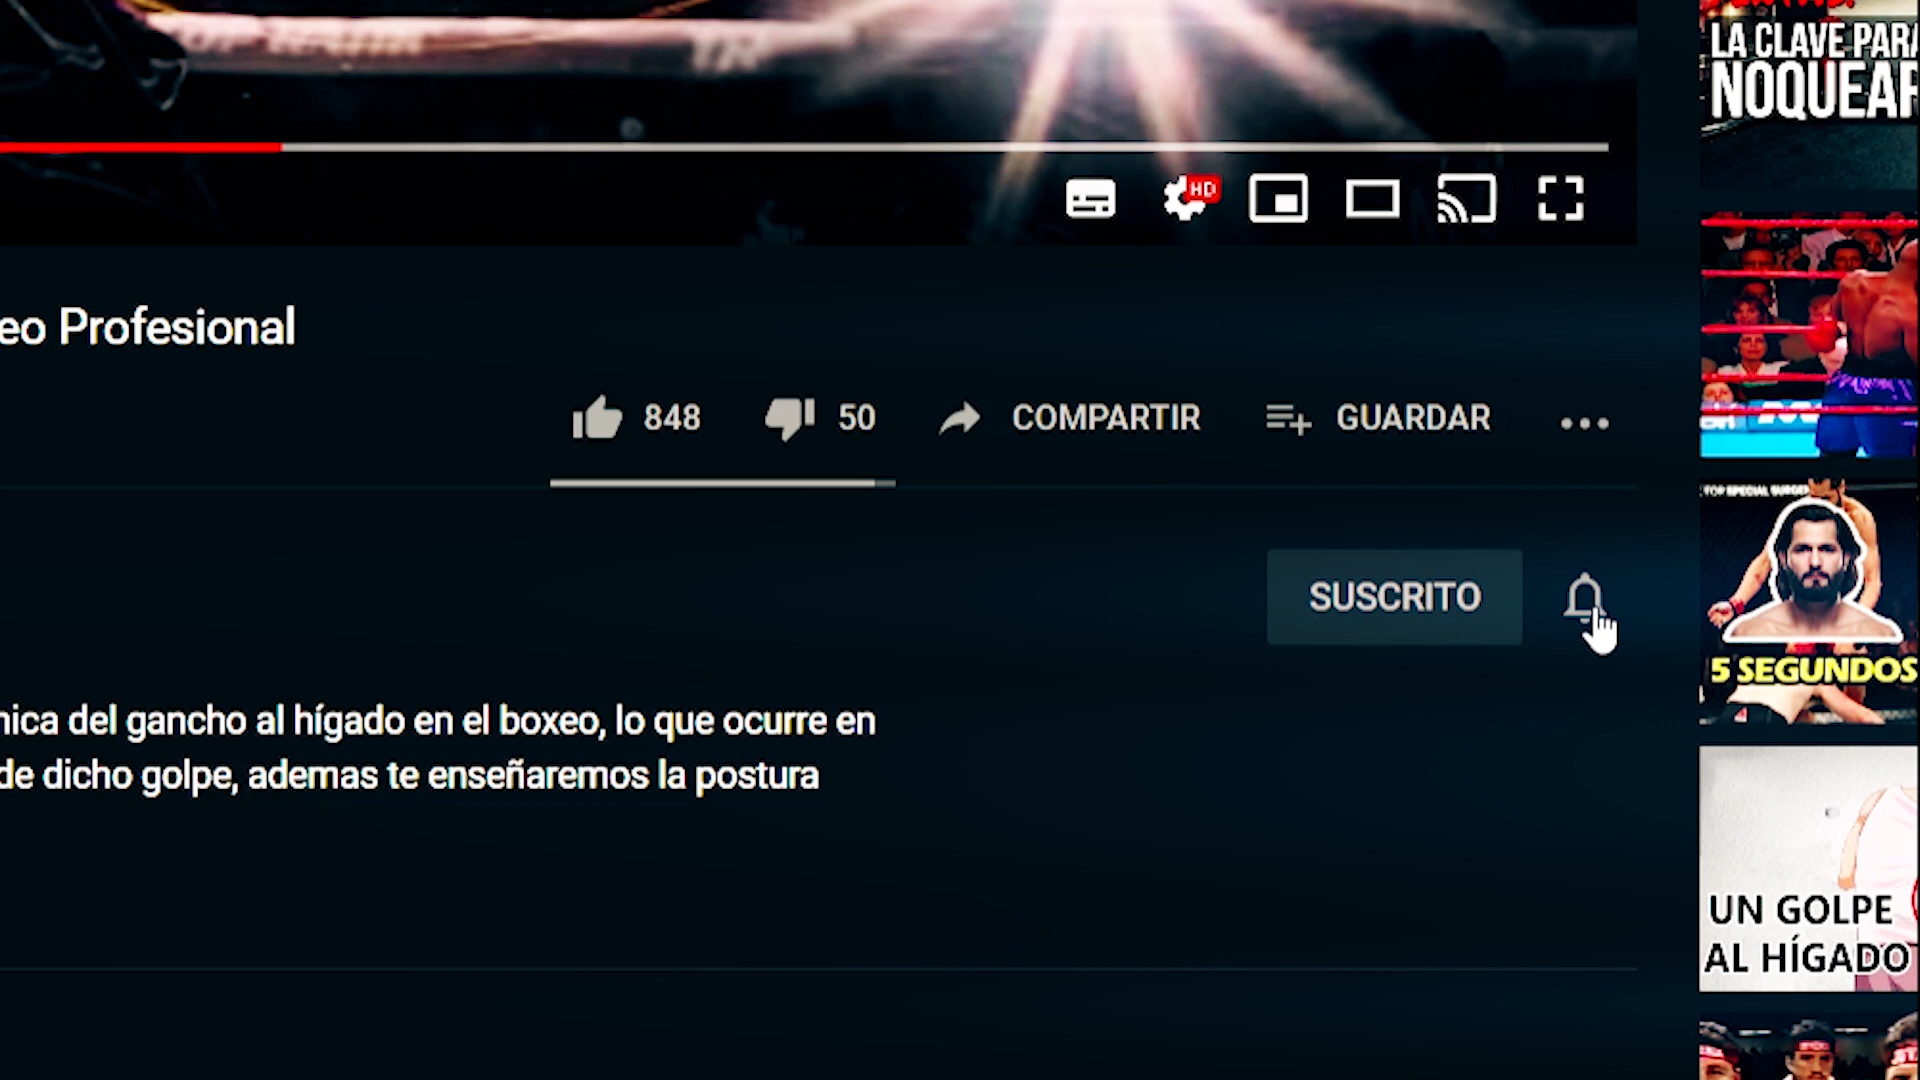 HD
eo Profesional
848
50
COMPARTIR
GUARDAR
SUSCRITO
nica del gancho al hígado en el boxeo, lo que ocurre en
de dicho golpe, ademas te enseñaremos la postura
LA CLAVE PARA
NOQUEAR
TOP SPECIAL
5 SEGUNDOS
UN GOLPE
AL HÍGADO